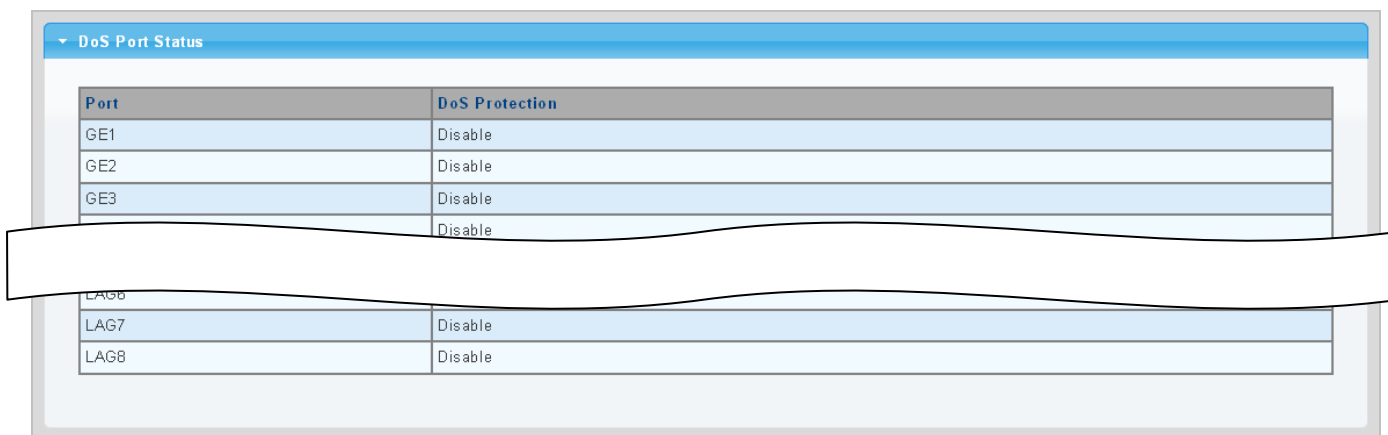 DoS Port Status
Port DoS Protection
GE1 Disable
GE2 Disable
GE3 Disable
Disable
LAG6
LAG7 Disable
LAG8 Disable